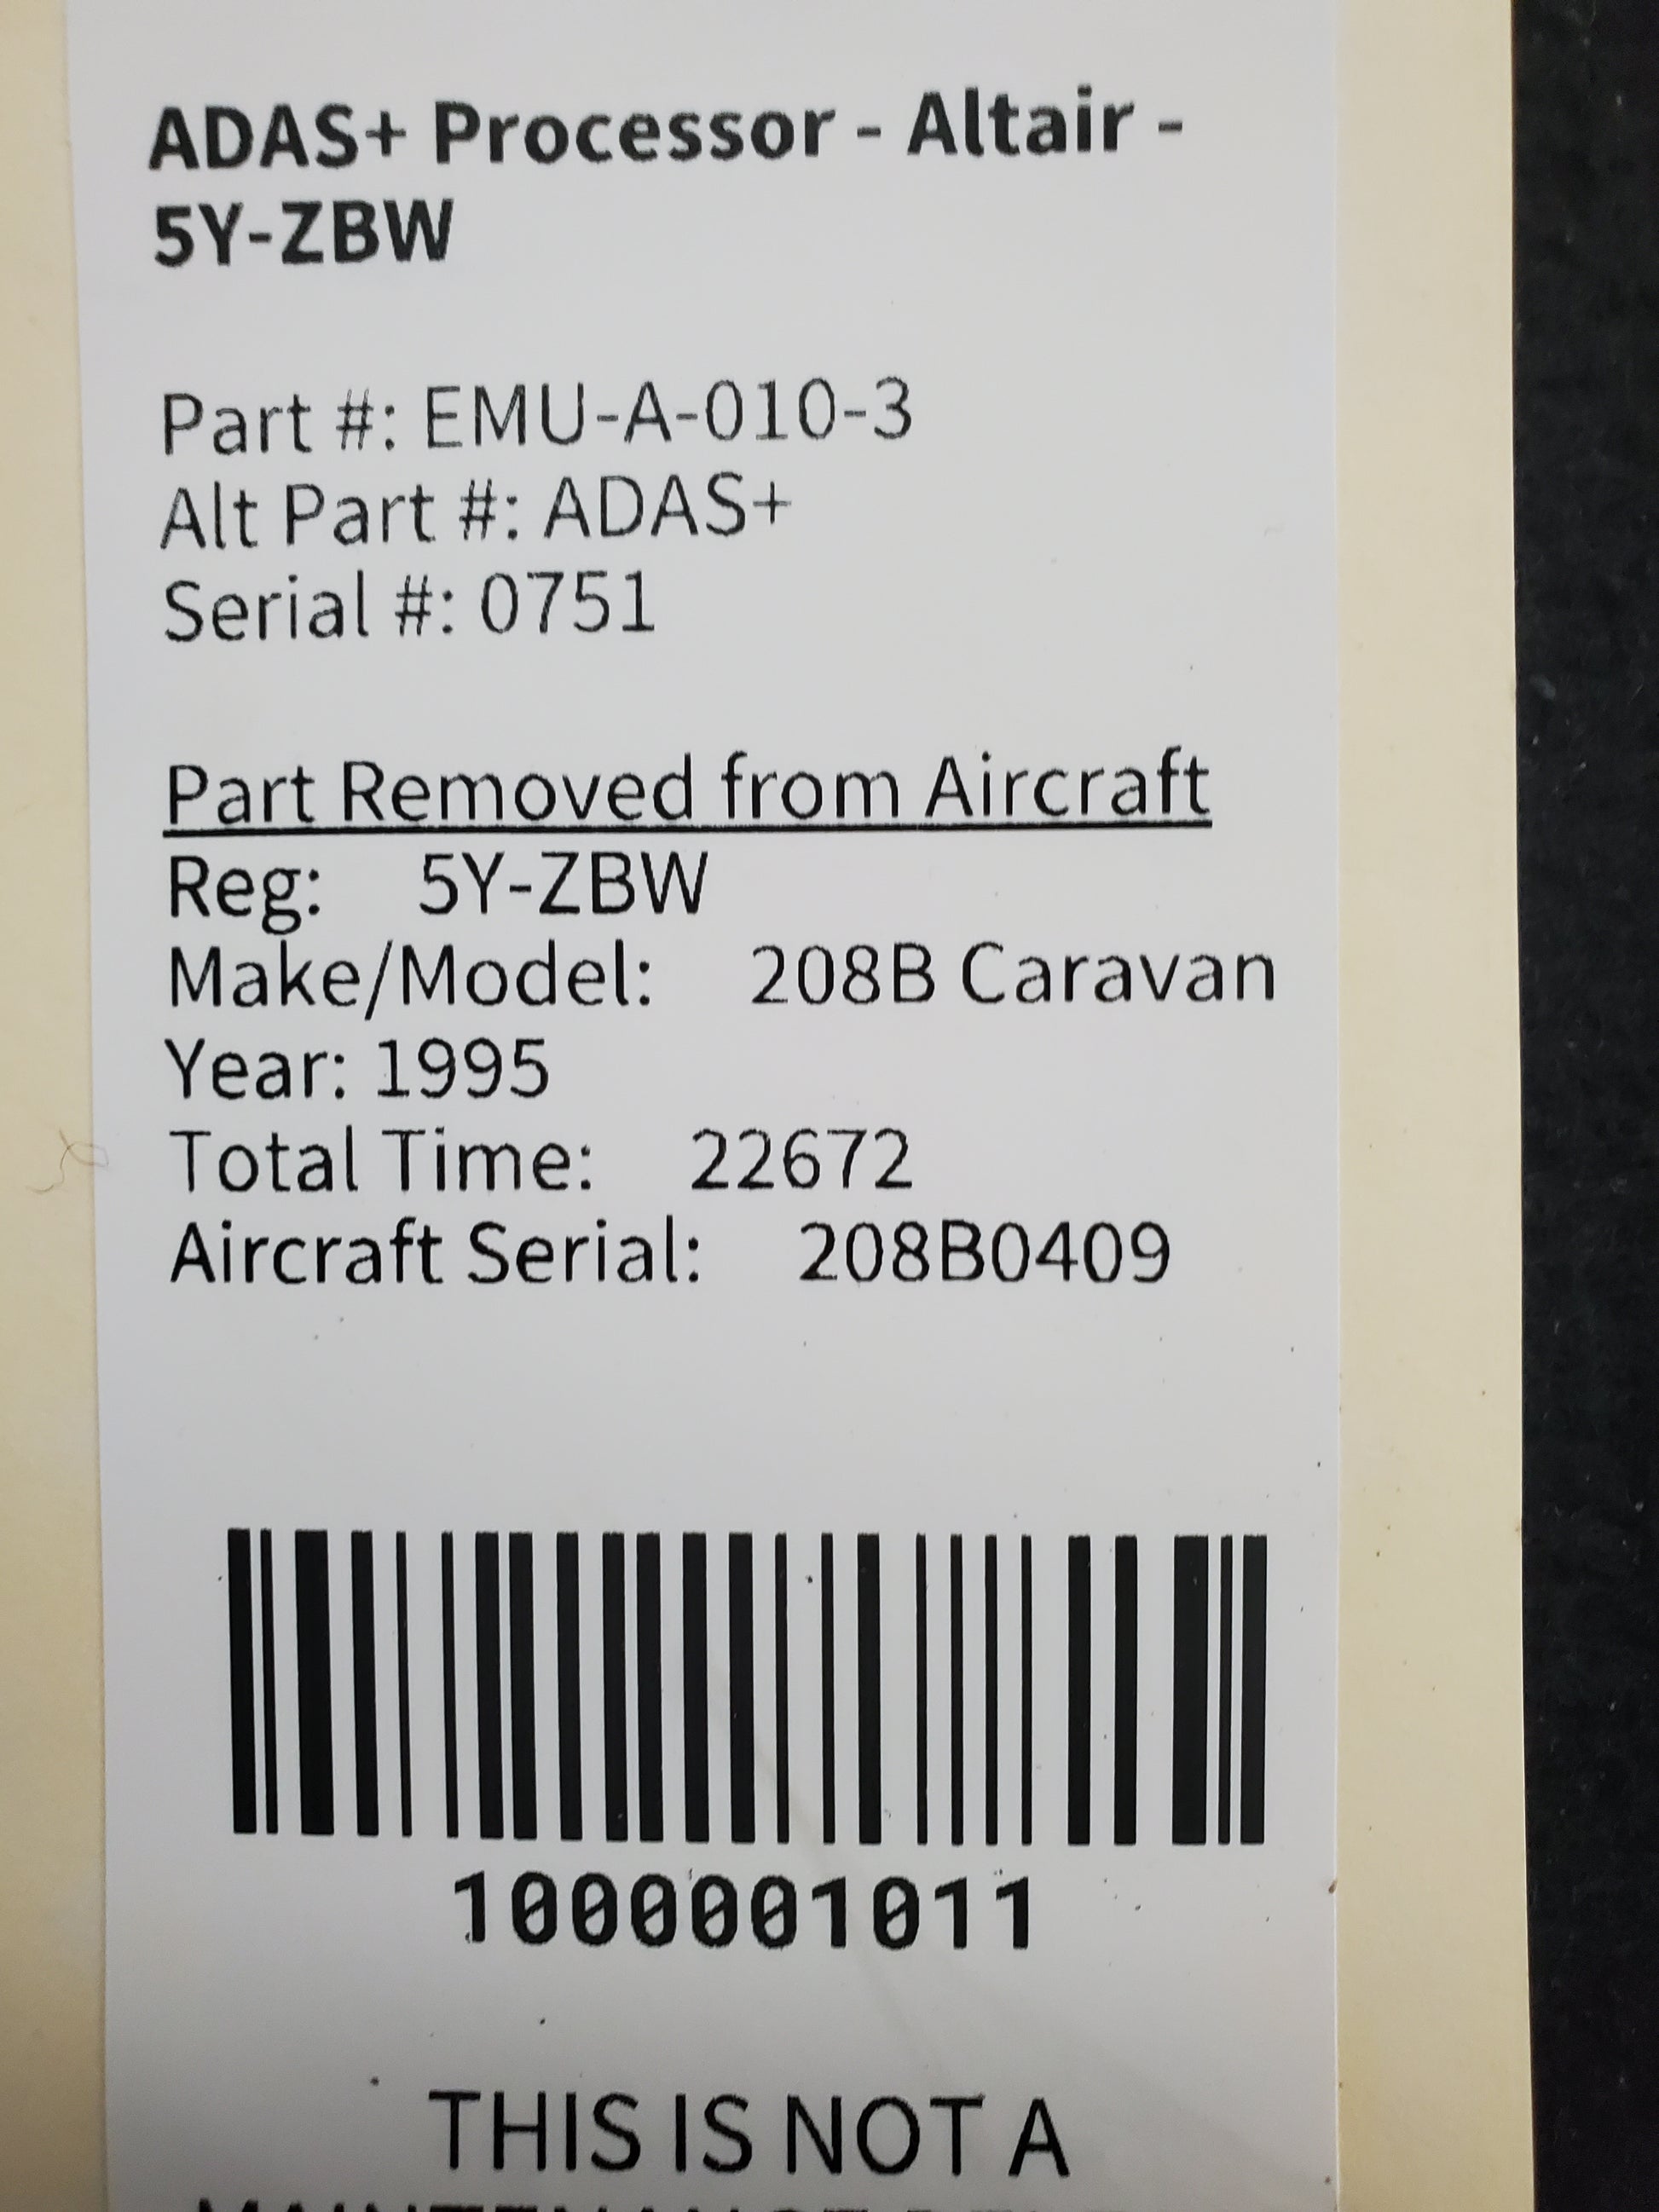 ADAS+ Processor - Altair -
5Y-ZBW
Part #: EMU-A-010-3
Alt Part #: ADAS+
Serial #: 0751
Part Removed from Aircraft
Reg: 5Y-ZBW
Make/Model: 208B Caravan
Year: 1995
Total Time: 22672
Aircraft Serial: 208B0409
1000001011
THIS IS NOT A